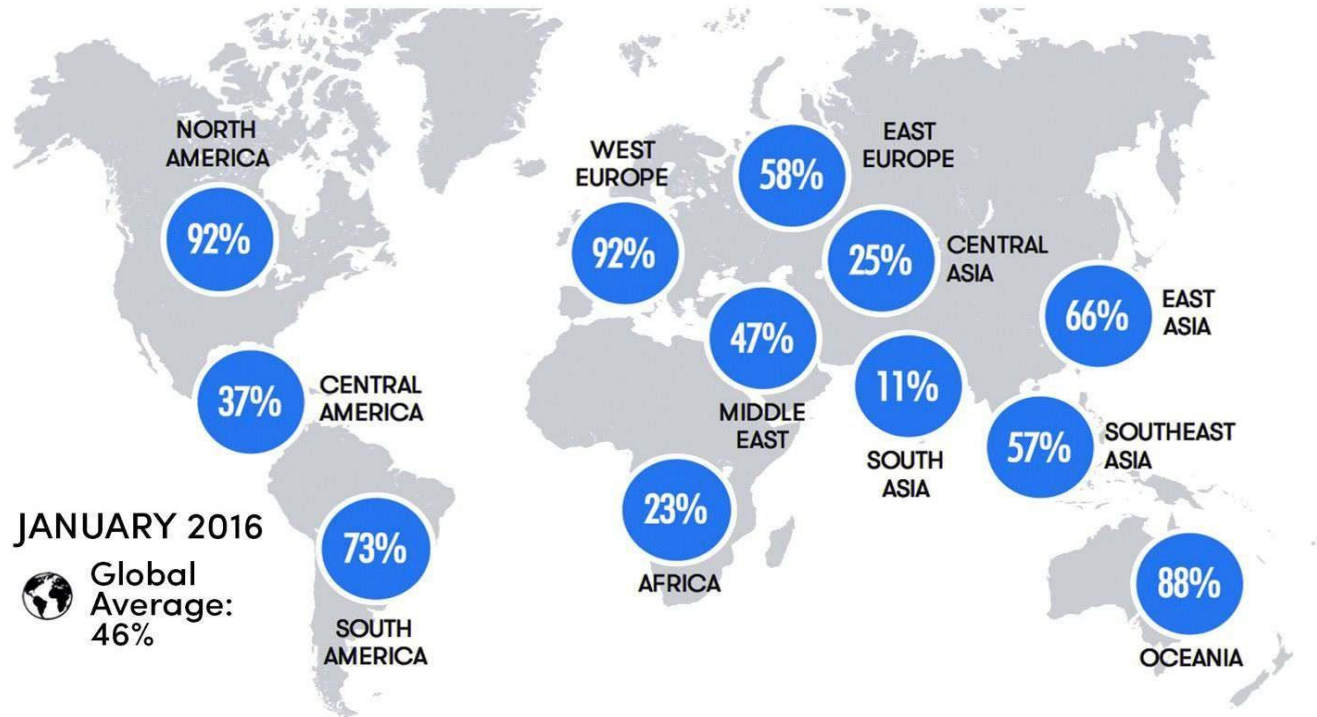 NORTH
AMERICA
92%
WEST
EUROPE
92%
58%
EAST
EUROPE
25%
CENTRAL
ASIA
66%
EAST
ASIA
37%
CENTRAL
AMERICA
47%
MIDDLE
EAST
11%
SOUTH
ASIA
57%
SOUTHEAST
ASIA
23%
AFRICA
73%
SOUTH
AMERICA
88%
OCEANIA
JANUARY 2016
Global
Average:
46%